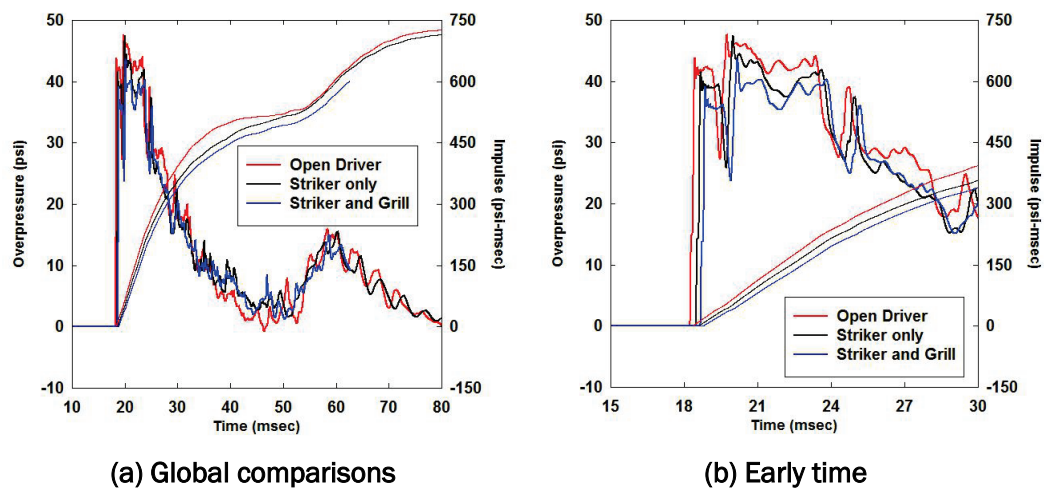 50
40
30
20
10
0
-10
750
600
450
300
150
0
-150
Overpressure (psi)
Impulse (psi-msec)
Open Driver
Striker only
Striker and Grill
10 20 30 40 50 60 70 80
Time (msec)
(a) Global comparisons
50
40
30
20
10
0
-10
750
600
450
300
150
0
-150
Overpressure (psi)
Impulse (psi-msec)
Open Driver
Striker only
Striker and Grill
15 18 21 24 27 30
Time (msec)
(b) Early time